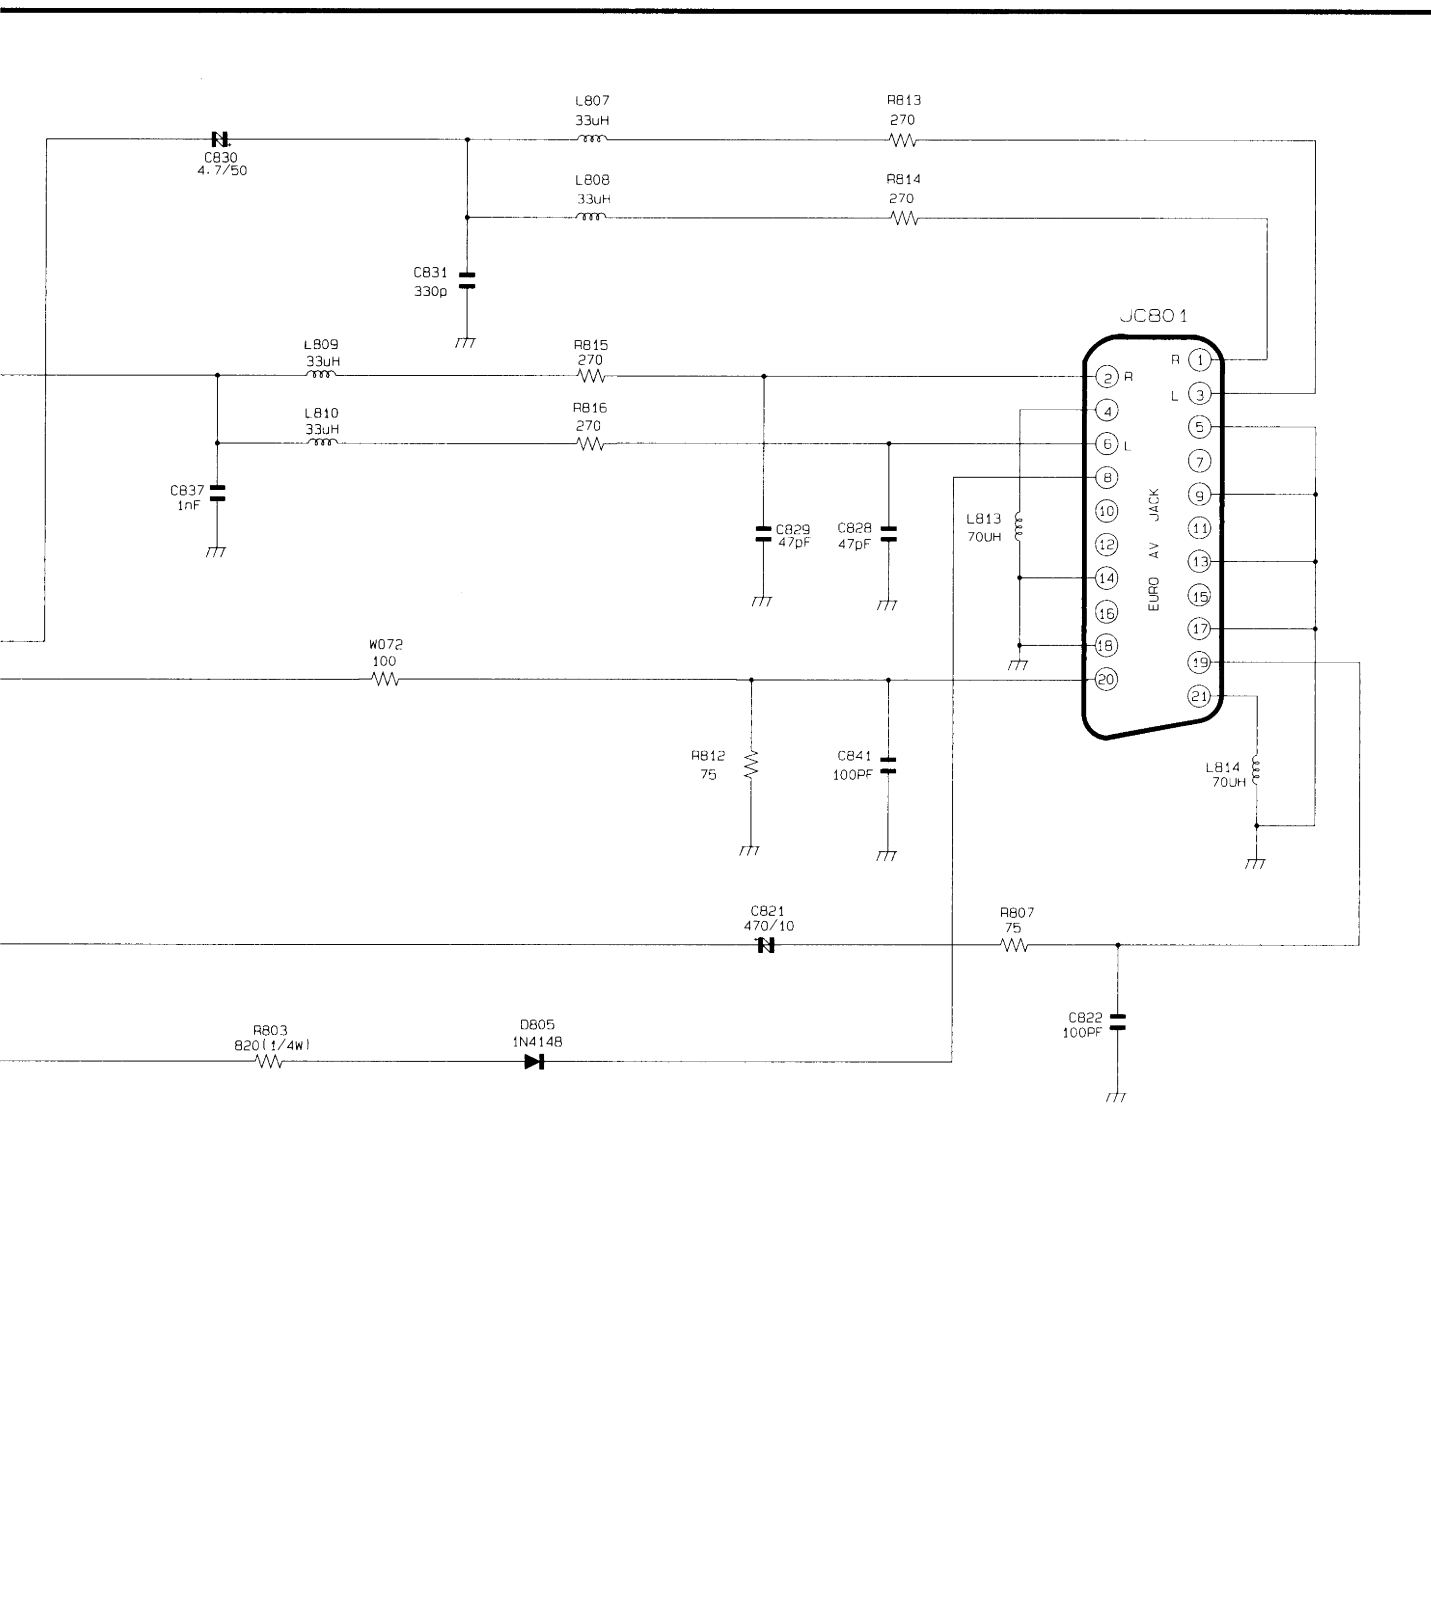 L807
33uH
R813
270
C830
4.7/50
L808
33uH
R814
270
C831
330p
JC801
L809
33uH
R815
270
R 1
2 R
L 3
L810
33uH
R816
270
4
5
6 L
7
8
C837
1nF
9
10
L813
70UH
C829
47pF
C828
47pF
11
12
13
14
15
16
17
18
19
20
21
EURO AV JACK
W072
100
R812
75
C841
100PF
L814
70UH
C821
470/10
R807
75
C822
100PF
R803
820(1/4W)
D805
1N4148